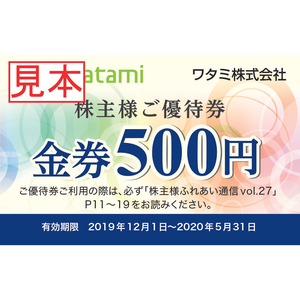 見本
atami ワタミ株式会社
株主様ご優待券
金券500円
ご優待券ご利用の際は、必ず「株主様ふれあい通信vol.27」
P11〜19をお読みください。
有効期限 2019年12月1日〜2020年5月31日